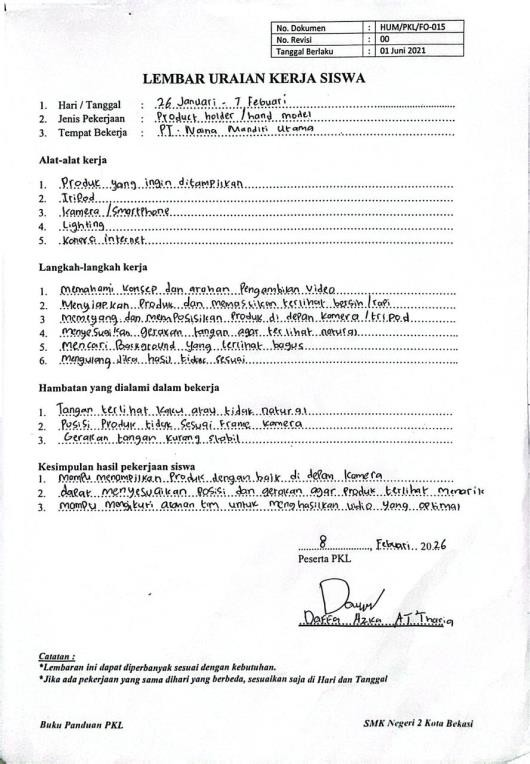 No. Dokumen : HUM/PKL/FO-015
No. Revisi : 00
Tanggal Berlaku : 01 Juni 2021
LEMBAR URAIAN KERJA SISWA
1. Hari / Tanggal : 26 Januari - 7 Febuari
2. Jenis Pekerjaan : Product holder / hand model
3. Tempat Bekerja : PT. Naina Mandiri Utama
Alat-alat kerja
1. Produk yang ingin ditampilkan
2. Tripod
3. Kamera / Smartphone
4. Lighting
5. Koneksi internet
Langkah-langkah kerja
1. Memahami konsep dan arahan Pengambilan Video
2. Menyiapkan Produk dan memastikan terlihat bersih / rapi
3. Memegang dan memposisikan Produk di depan kamera / tripod
4. Menyesuaikan gerakan tangan agar terlihat natural
5. Mencari Background yang terlihat bagus
6. Mengulang jika hasil tidak sesuai
Hambatan yang dialami dalam bekerja
1. Tangan terlihat kaku atau tidak natural
2. Posisi Produk tidak sesuai Frame kamera
3. Gerakan tangan kurang stabil
Kesimpulan hasil pekerjaan siswa
1. Mampu menampilkan Produk dengan baik di depan kamera
2. dapat menyesuaikan Posisi dan gerakan agar Produk terlihat menarik
3. Mampu mengikuti arahan tim untuk menghasilkan yang optimal
8, Febuari 2026
Peserta PKL
Daffa Azka AT Thariq
Catatan :
*Lembaran ini dapat diperbanyak sesuai dengan kebutuhan.
*Jika ada pekerjaan yang sama dihari yang berbeda, sesuaikan saja di Hari dan Tanggal
Buku Panduan PKL
SMK Negeri 2 Kota Bekasi